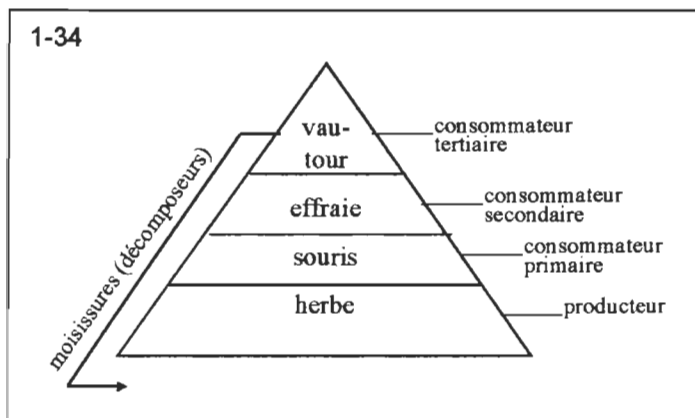 1-34
vau-
tour
consommateur
tertiaire
effraie
consommateur
secondaire
souris
consommateur
primaire
herbe
producteur
moisissures (décomposeurs)